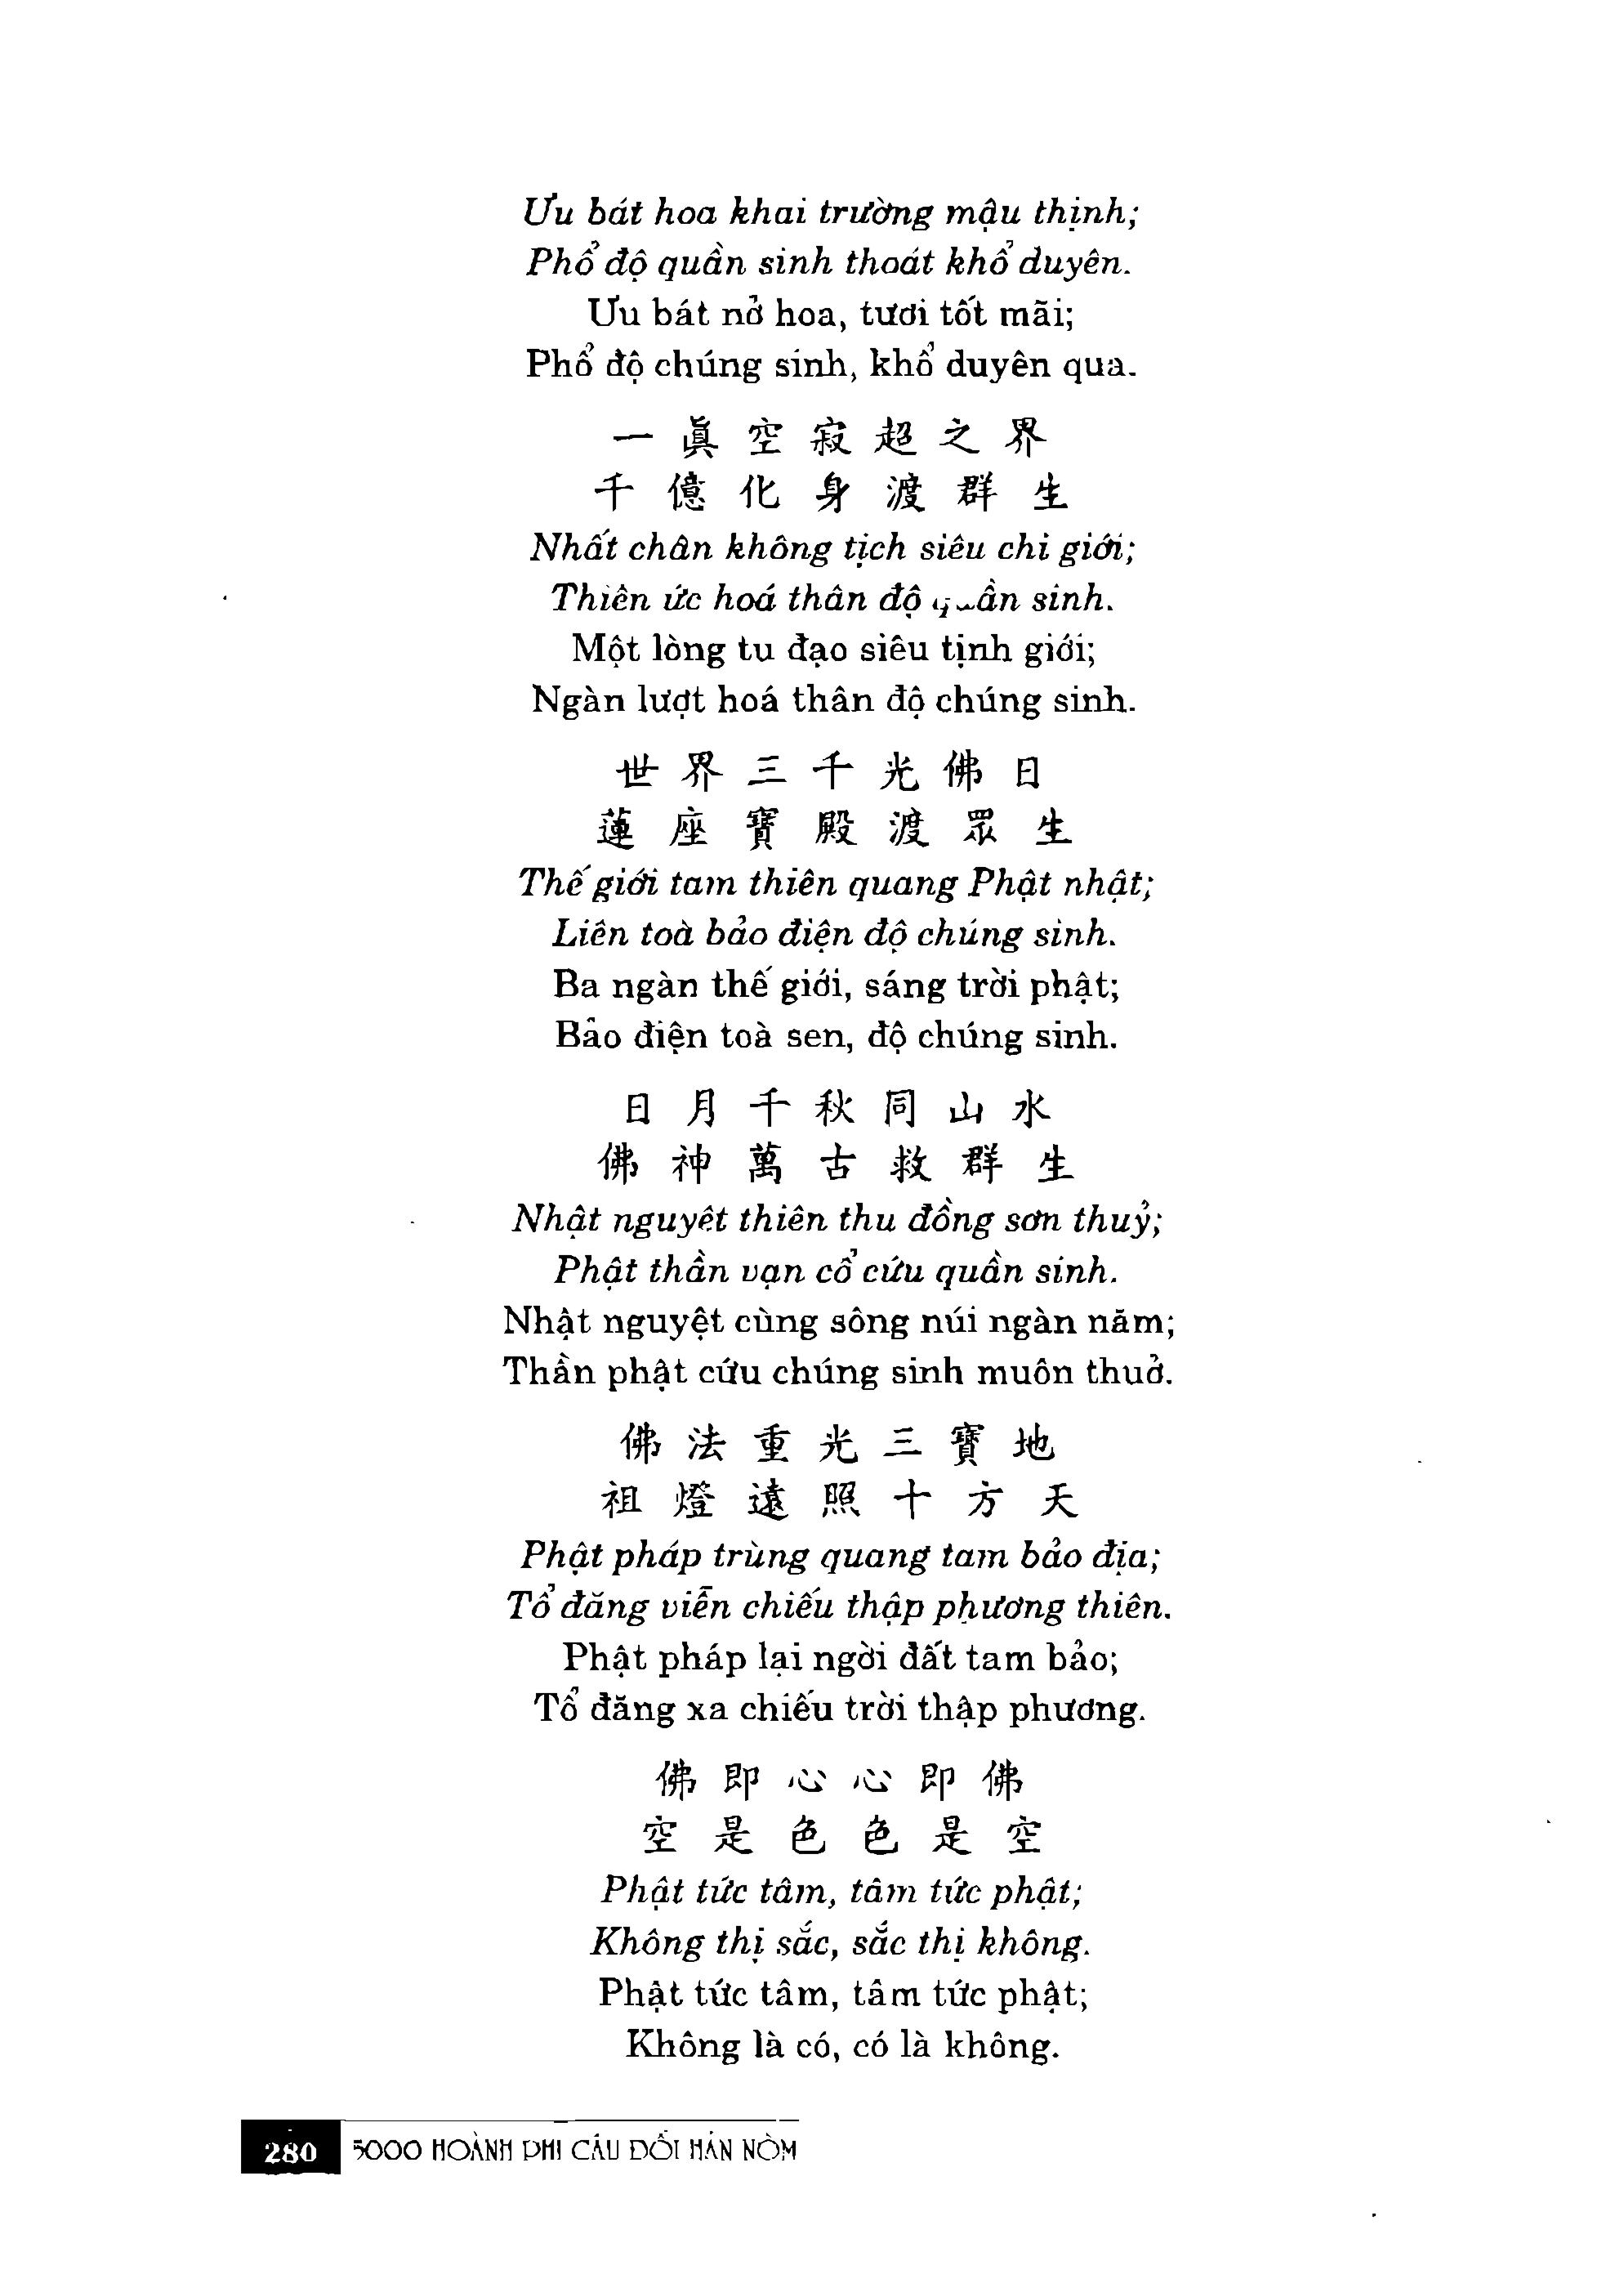 Ưu bát hoa khai trường mậu thịnh;
Phổ độ quần sinh thoát khổ duyên.
Ưu bát nở hoa, tươi tốt mãi;
Phổ độ chúng sinh, khổ duyên qua.
一眞空寂超之界
千億化身渡群生
Nhất chân không tịch siêu chi giới;
Thiên ức hoá thân độ quần sinh.
Một lòng tu đạo siêu tịnh giới;
Ngàn lượt hoá thân độ chúng sinh.
世界三千光佛日
蓮座寶殿渡眾生
Thế giới tam thiên quang Phật nhật;
Liên toà bảo điện độ chúng sinh.
Ba ngàn thế giới, sáng trời phật;
Bảo điện toà sen, độ chúng sinh.
日月千秋同山水
佛神萬古救群生
Nhật nguyệt thiên thu đồng sơn thuỷ;
Phật thần vạn cổ cứu quần sinh.
Nhật nguyệt cùng sông núi ngàn năm;
Thần phật cứu chúng sinh muôn thuở.
佛法重光三寶地
祖燈遠照十方天
Phật pháp trùng quang tam bảo địa;
Tổ đăng viễn chiếu thập phương thiên.
Phật pháp lại ngời đất tam bảo;
Tổ đăng xa chiếu trời thập phương.
佛即心心即佛
空是色色是空
Phật tức tâm, tâm tức phật;
Không thị sắc, sắc thị không.
Phật tức tâm, tâm tức phật;
Không là có, có là không.
280 5000 HOÀNH PHI CÂU ĐỐI HÁN NÔM